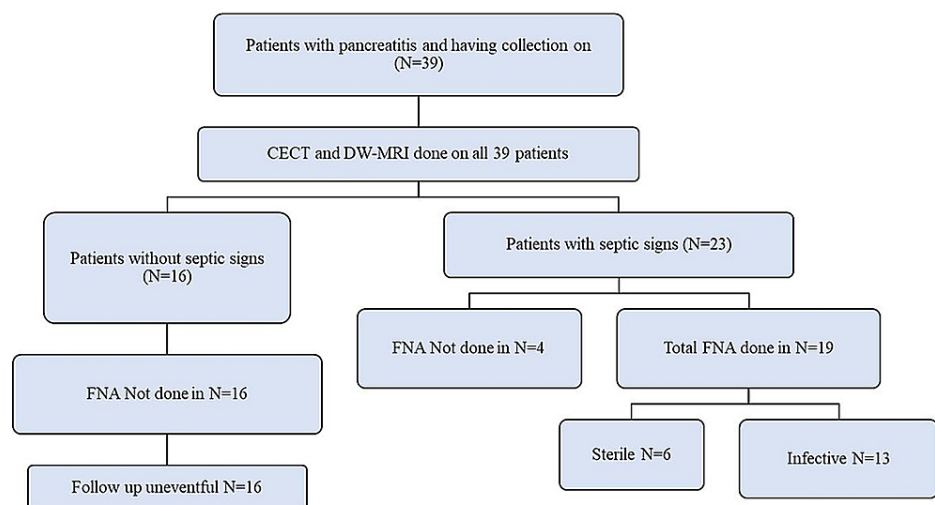 Patients with pancreatitis and having collection on
(N=39)
CECT and DW-MRI done on all 39 patients
Patients without septic signs
(N=16)
Patients with septic signs (N=23)
FNA Not done in N=4
Total FNA done in N=19
FNA Not done in N=16
Sterile N=6
Infective N=13
Follow up uneventful N=16